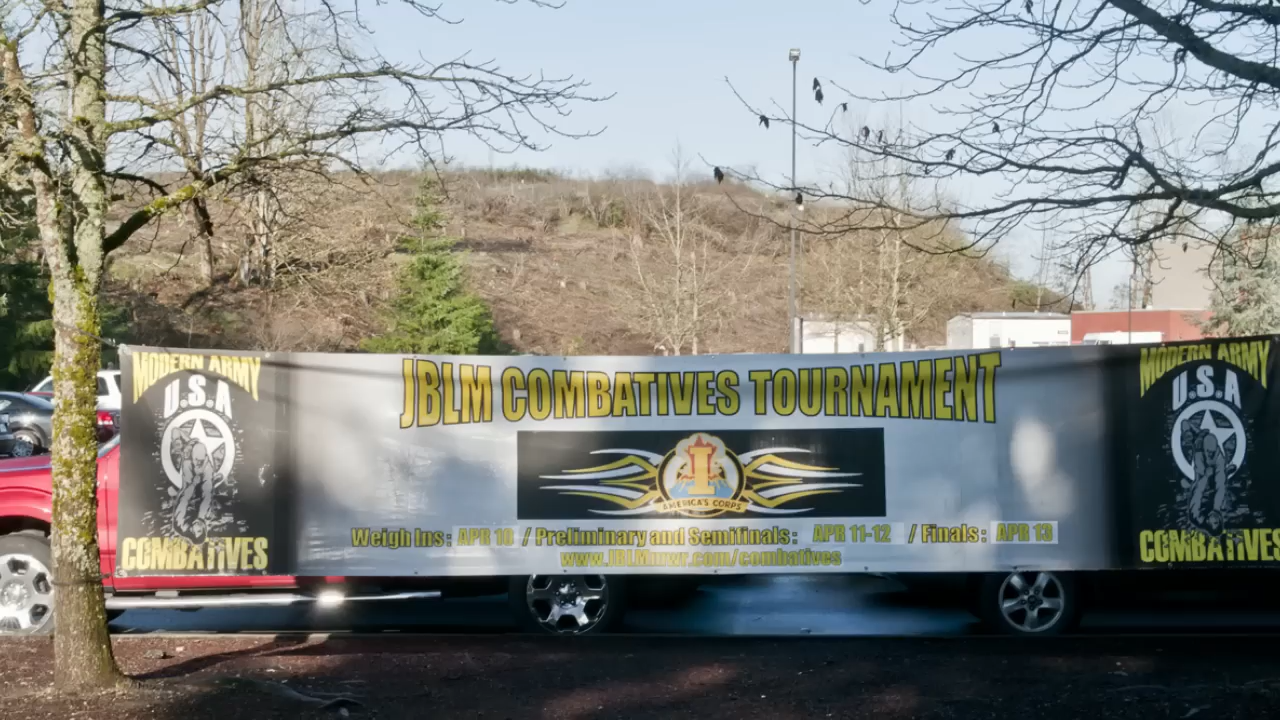 MODERN ARMY
U.S.A
COMBATIVES
JBLM COMBATIVES TOURNAMENT
I
AMERICA'S CORPS
Weigh Ins: APR 10 / Preliminary and Semifinals: APR 11-12 / Finals: APR 13
www.JBLMmwr.com/combatives
MODERN ARMY
U.S.A
COMBATIVES